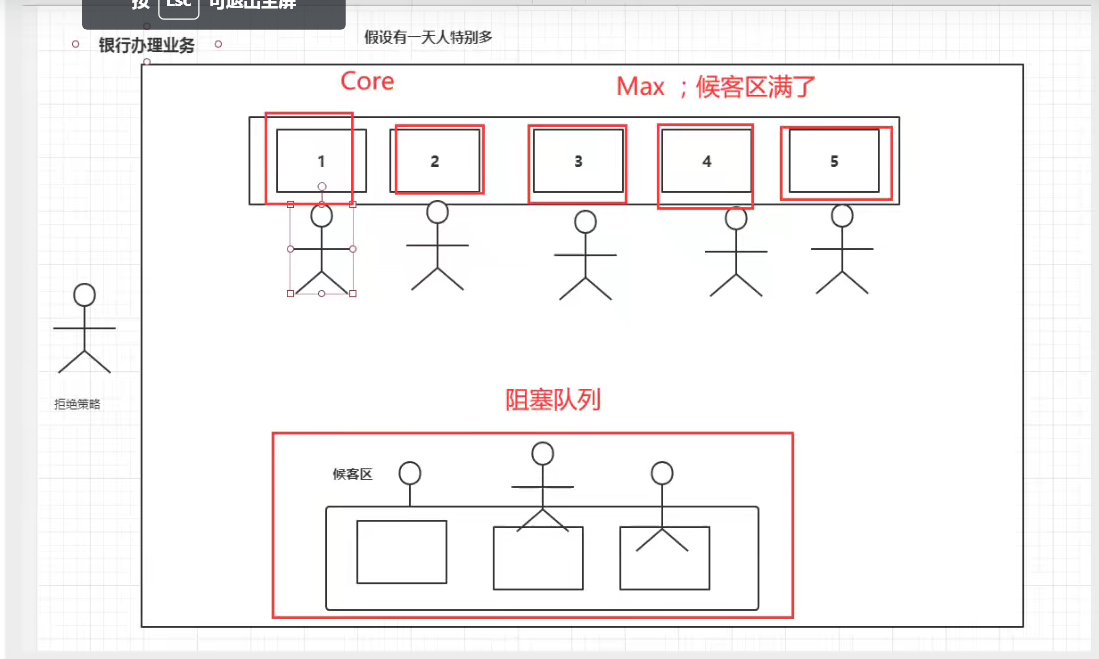 按 Esc 可退出全屏
假设有一天人特别多
银行办理业务
Core
Max ；候客区满了
1 2 3 4 5
拒绝策略
阻塞队列
候客区